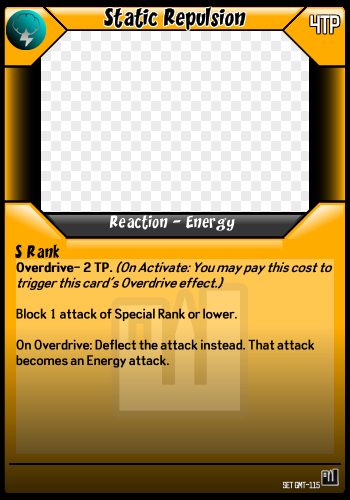 Static Repulsion
4TP
Reaction - Energy
S Rank
Overdrive- 2 TP. (On Activate: You may pay this cost to
trigger this card's Overdrive effect.)
Block 1 attack of Special Rank or lower.
On Overdrive: Deflect the attack instead. That attack
becomes an Energy attack.
SET GMT-115